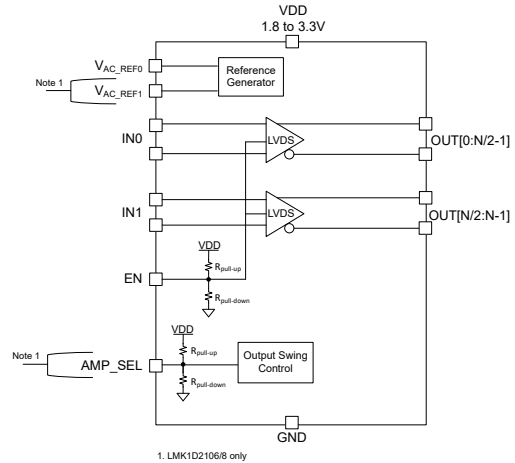 VDD
1.8 to 3.3V
VAC_REF0
Reference
Generator
Note 1
VAC_REF1
IN0
LVDS
OUT[0:N/2-1]
IN1
LVDS
OUT[N/2:N-1]
VDD
Rpull-up
EN
Rpull-down
VDD
Rpull-up
Note 1
AMP_SEL
Output Swing
Control
Rpull-down
GND
1. LMK1D2106/8 only